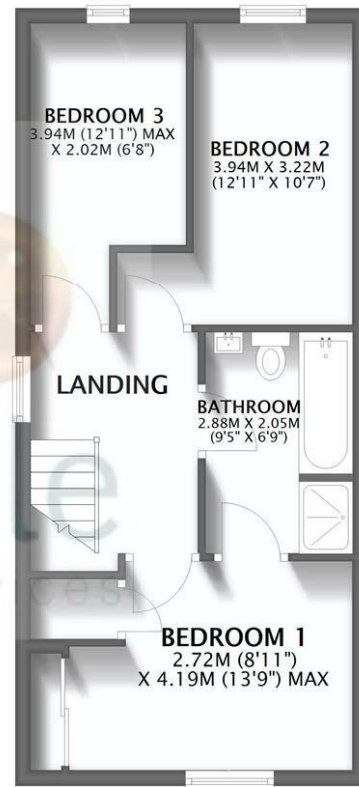 BEDROOM 3
3.94M (12'11") MAX
X 2.02M (6'8")
BEDROOM 2
3.94M X 3.22M
(12'11" X 10'7")
LANDING
BATHROOM
2.88M X 2.05M
(9'5" X 6'9")
BEDROOM 1
2.72M (8'11")
X 4.19M (13'9") MAX